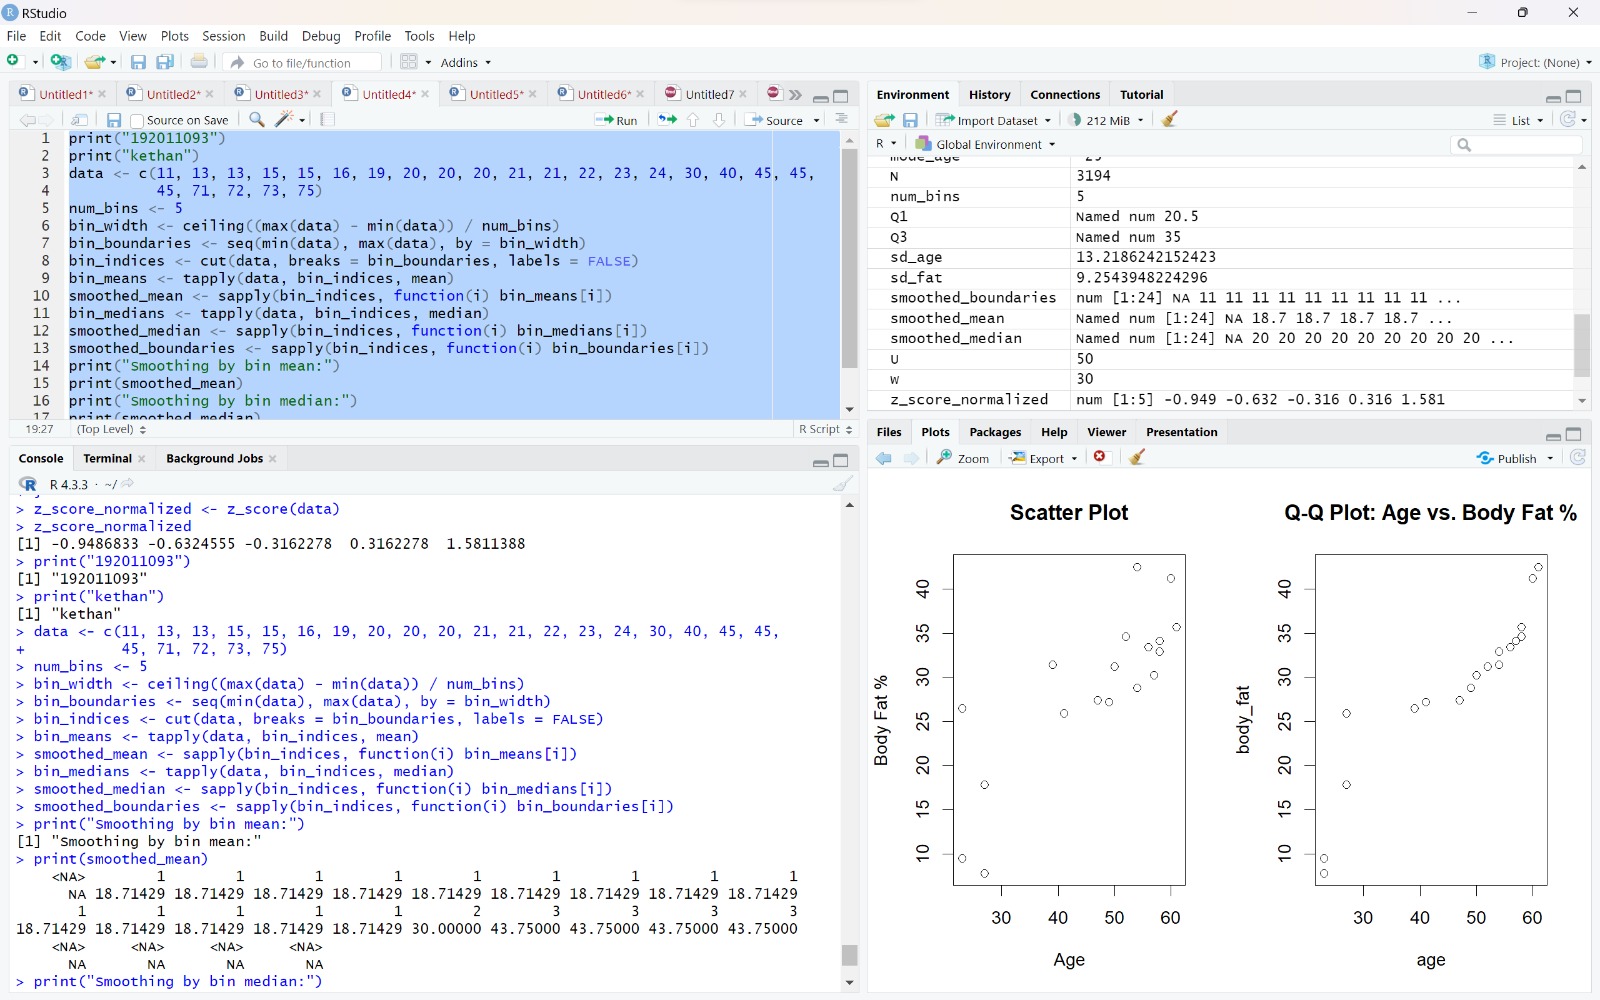 RStudio
File Edit Code View Plots Session Build Debug Profile Tools Help
Go to file/function Addins Project: (None)
Untitled1* Untitled2* Untitled3* Untitled4* Untitled5* Untitled6* Untitled7
Source on Save Run Source
1 print("192011093")
2 print("kethan")
3 data <- c(11, 13, 13, 15, 15, 16, 19, 20, 20, 20, 21, 21, 22, 23, 24, 30, 40, 45, 45,
4 45, 71, 72, 73, 75)
5 num_bins <- 5
6 bin_width <- ceiling((max(data) - min(data)) / num_bins)
7 bin_boundaries <- seq(min(data), max(data), by = bin_width)
8 bin_indices <- cut(data, breaks = bin_boundaries, labels = FALSE)
9 bin_means <- tapply(data, bin_indices, mean)
10 smoothed_mean <- sapply(bin_indices, function(i) bin_means[i])
11 bin_medians <- tapply(data, bin_indices, median)
12 smoothed_median <- sapply(bin_indices, function(i) bin_medians[i])
13 smoothed_boundaries <- sapply(bin_indices, function(i) bin_boundaries[i])
14 print("Smoothing by bin mean:")
15 print(smoothed_mean)
16 print("Smoothing by bin median:")
17 print(smoothed_median)
19:27 (Top Level) R Script
Console Terminal Background Jobs
R 4.3.3 · ~/
> z_score_normalized <- z_score(data)
> z_score_normalized
[1] -0.9486833 -0.6324555 -0.3162278 0.3162278 1.5811388
> print("192011093")
[1] "192011093"
> print("kethan")
[1] "kethan"
> data <- c(11, 13, 13, 15, 15, 16, 19, 20, 20, 20, 21, 21, 22, 23, 24, 30, 40, 45, 45,
+ 45, 71, 72, 73, 75)
> num_bins <- 5
> bin_width <- ceiling((max(data) - min(data)) / num_bins)
> bin_boundaries <- seq(min(data), max(data), by = bin_width)
> bin_indices <- cut(data, breaks = bin_boundaries, labels = FALSE)
> bin_means <- tapply(data, bin_indices, mean)
> smoothed_mean <- sapply(bin_indices, function(i) bin_means[i])
> bin_medians <- tapply(data, bin_indices, median)
> smoothed_median <- sapply(bin_indices, function(i) bin_medians[i])
> smoothed_boundaries <- sapply(bin_indices, function(i) bin_boundaries[i])
> print("Smoothing by bin mean:")
[1] "Smoothing by bin mean:"
> print(smoothed_mean)
<NA> 1 1 1 1 1 1 1 1 1
NA 18.71429 18.71429 18.71429 18.71429 18.71429 18.71429 18.71429 18.71429 18.71429
1 1 1 1 1 2 3 3 3 3
18.71429 18.71429 18.71429 18.71429 18.71429 30.00000 43.75000 43.75000 43.75000 43.75000
<NA> <NA> <NA> <NA>
NA NA NA NA
> print("Smoothing by bin median:")
Environment History Connections Tutorial
Import Dataset 212 MiB List
R Global Environment
mode_age 29
N 3194
num_bins 5
Q1 Named num 20.5
Q3 Named num 35
sd_age 13.2186242152423
sd_fat 9.2543948224296
smoothed_boundaries num [1:24] NA 11 11 11 11 11 11 11 11 11 ...
smoothed_mean Named num [1:24] NA 18.7 18.7 18.7 18.7 ...
smoothed_median Named num [1:24] NA 20 20 20 20 20 20 20 20 20 ...
U 50
w 30
z_score_normalized num [1:5] -0.949 -0.632 -0.316 0.316 1.581
Files Plots Packages Help Viewer Presentation
Zoom Export Publish
Scatter Plot
Body Fat %
40
35
30
25
20
15
10
30 40 50 60
Age
Q-Q Plot: Age vs. Body Fat %
body_fat
40
35
30
25
20
15
10
30 40 50 60
age